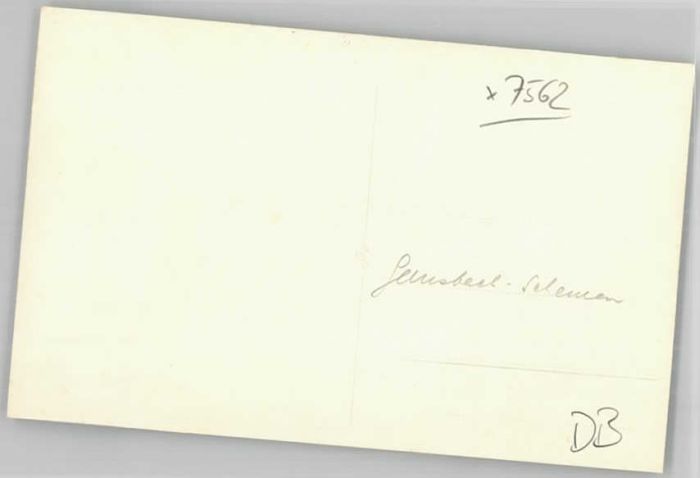 x 7562
Gernsbach - Scheuern
DB